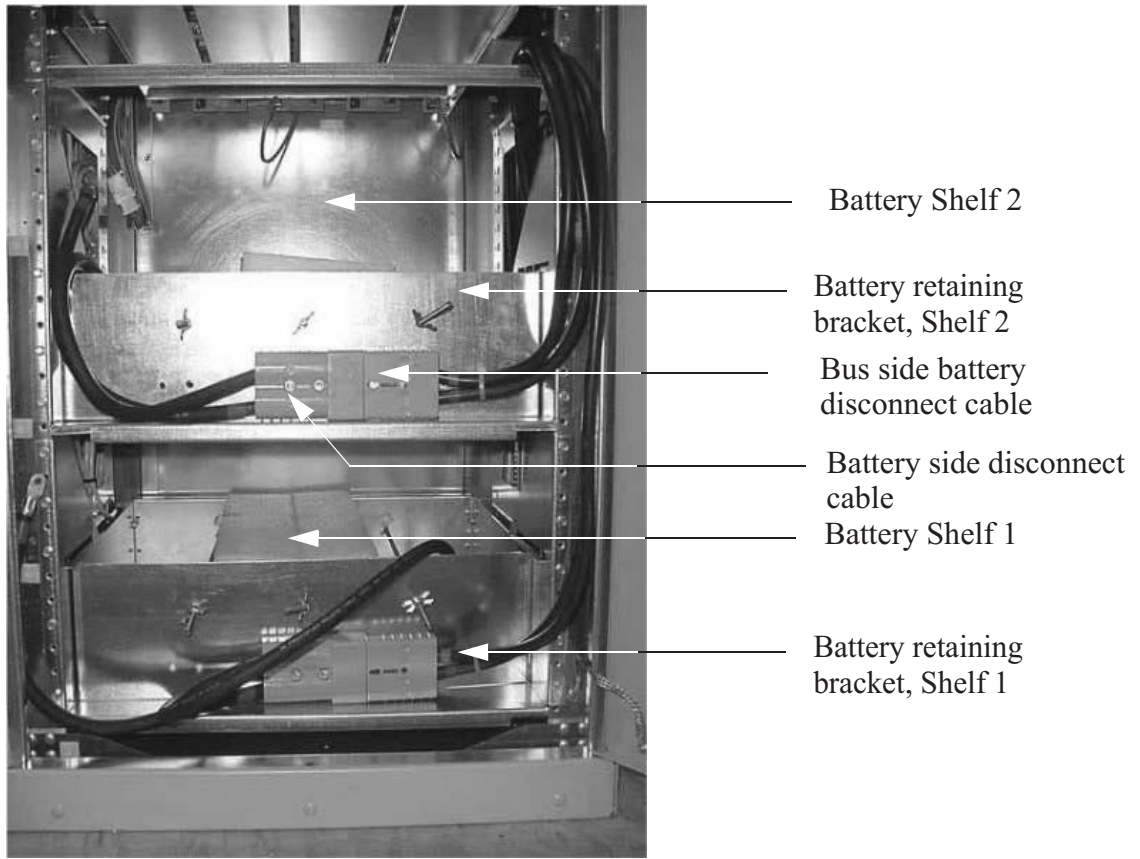 Battery Shelf 2
Battery retaining
bracket, Shelf 2
Bus side battery
disconnect cable
Battery side disconnect
cable
Battery Shelf 1
Battery retaining
bracket, Shelf 1